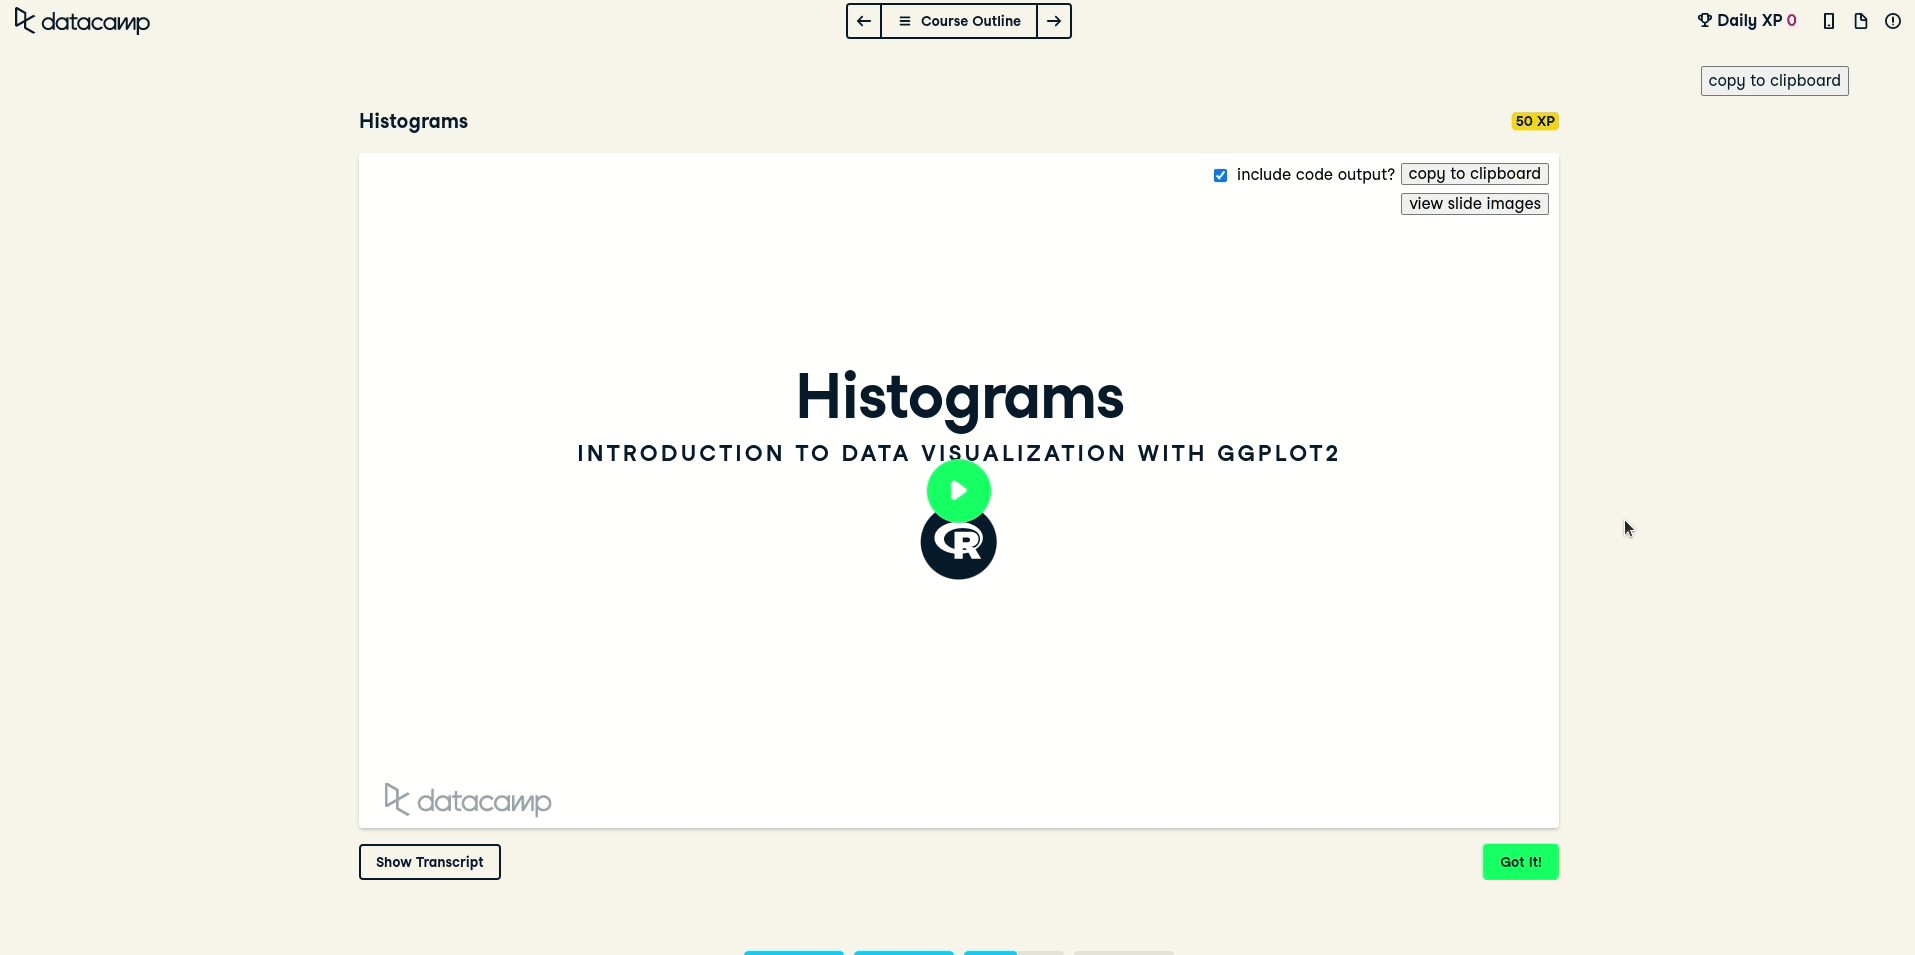 datacamp
Course Outline
Daily XP 0
copy to clipboard
Histograms
50 XP
include code output? copy to clipboard
view slide images
Histograms
INTRODUCTION TO DATA VISUALIZATION WITH GGPLOT2
R
datacamp
Show Transcript
Got It!